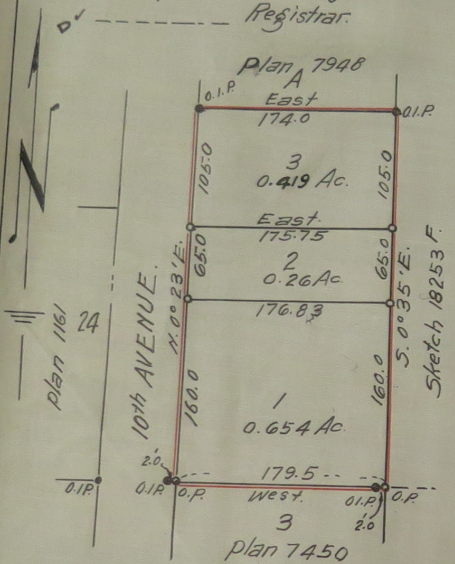 D ✓
Registrar.
Plan 7948
A
O.I.P.
East
174.0
O.I.P.
105.0
3
0.419 Ac.
105.0
East.
175.75
65.0
2
0.26 Ac.
65.0
176.83
N. 0° 23' E.
S. 0° 35' E.
Sketch 18253 F.
10th AVENUE.
24
Plan 1161
160.0
1
0.654 Ac.
160.0
179.5
West.
2.0
O.I.P.
O.I.P.
O.P.
O.I.P.
O.P.
2.0
3
Plan 7450